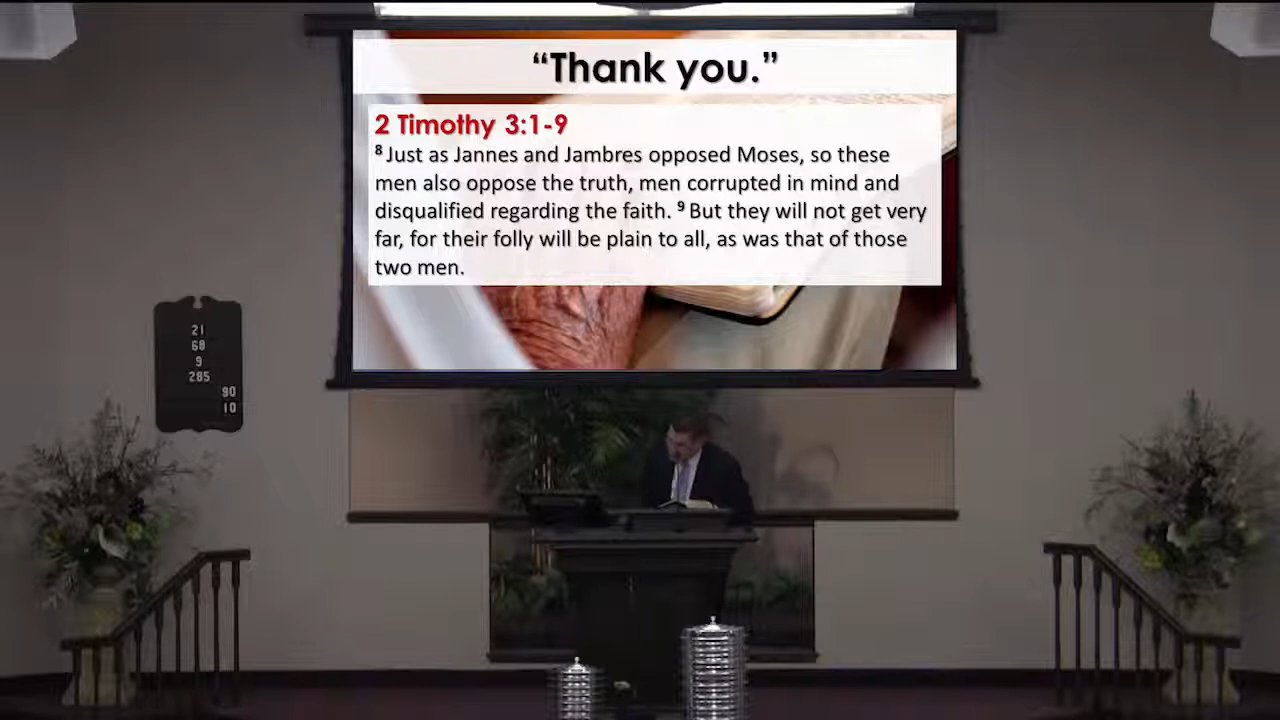 “Thank you.”
2 Timothy 3:1-9
⁸ Just as Jannes and Jambres opposed Moses, so these
men also oppose the truth, men corrupted in mind and
disqualified regarding the faith. ⁹ But they will not get very
far, for their folly will be plain to all, as was that of those
two men.
21
68
9
285
90
10